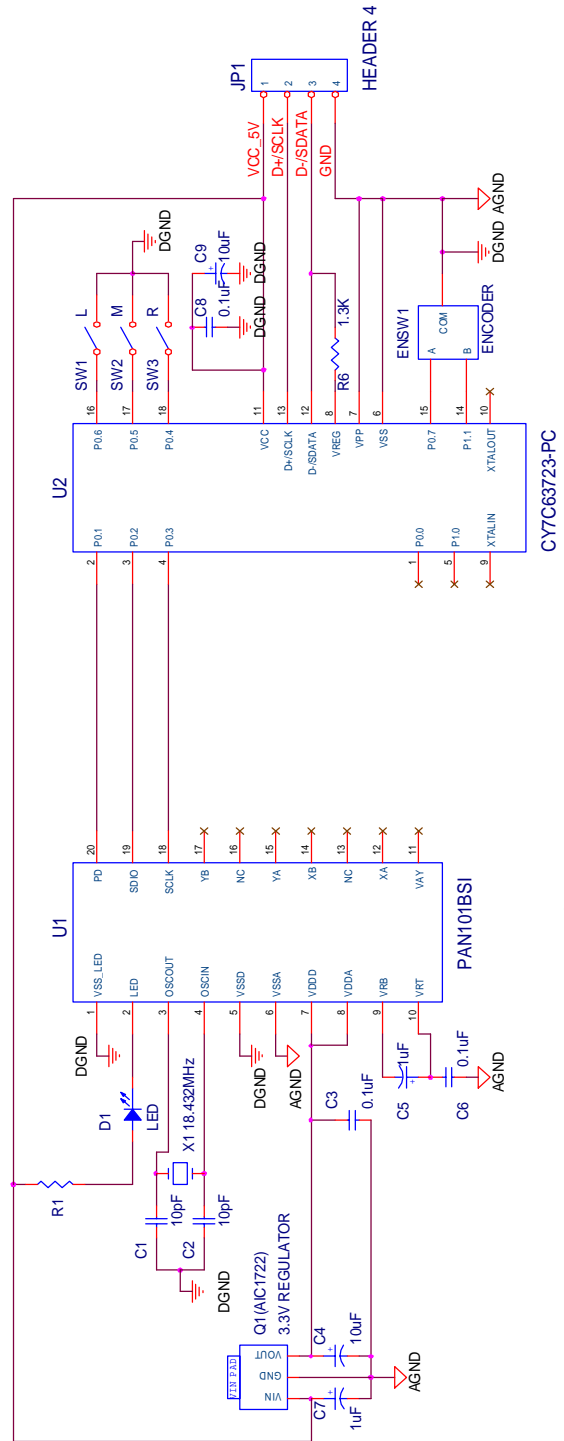 JP1
HEADER 4
1
2
3
4
VCC_5V
D+/SCLK
D-/SDATA
GND
AGND
DGND
DGND
SW1
L
SW2
M
SW3
R
C8
0.1uF
C9
10uF
DGND
DGND
R6
1.3K
ENSW1
A
B
COM
ENCODER
U2
CY7C63723-PC
16
P0.6
17
P0.5
18
P0.4
11
VCC
13
D+/SCLK
12
D-/SDATA
8
VREG
7
VPP
6
VSS
15
P0.7
14
P1.1
10
XTALOUT
2
P0.1
3
P0.2
4
P0.3
1
P0.0
5
P1.0
9
XTALIN
U1
PAN101BSI
20
PD
19
SDIO
18
SCLK
17
YB
16
NC
15
YA
14
XB
13
NC
12
XA
11
VAY
1
VSS_LED
2
LED
3
OSCOUT
4
OSCIN
5
VSSD
6
VSSA
7
VDDD
8
VDDA
9
VRB
10
VRT
DGND
D1
LED
R1
X1 18.432MHz
C1
10pF
C2
10pF
DGND
DGND
AGND
C3
0.1uF
C5
1uF
C6
0.1uF
AGND
Q1(AIC1722)
3.3V REGULATOR
VIN PAD
VIN
GND
VOUT
C4
10uF
C7
1uF
AGND